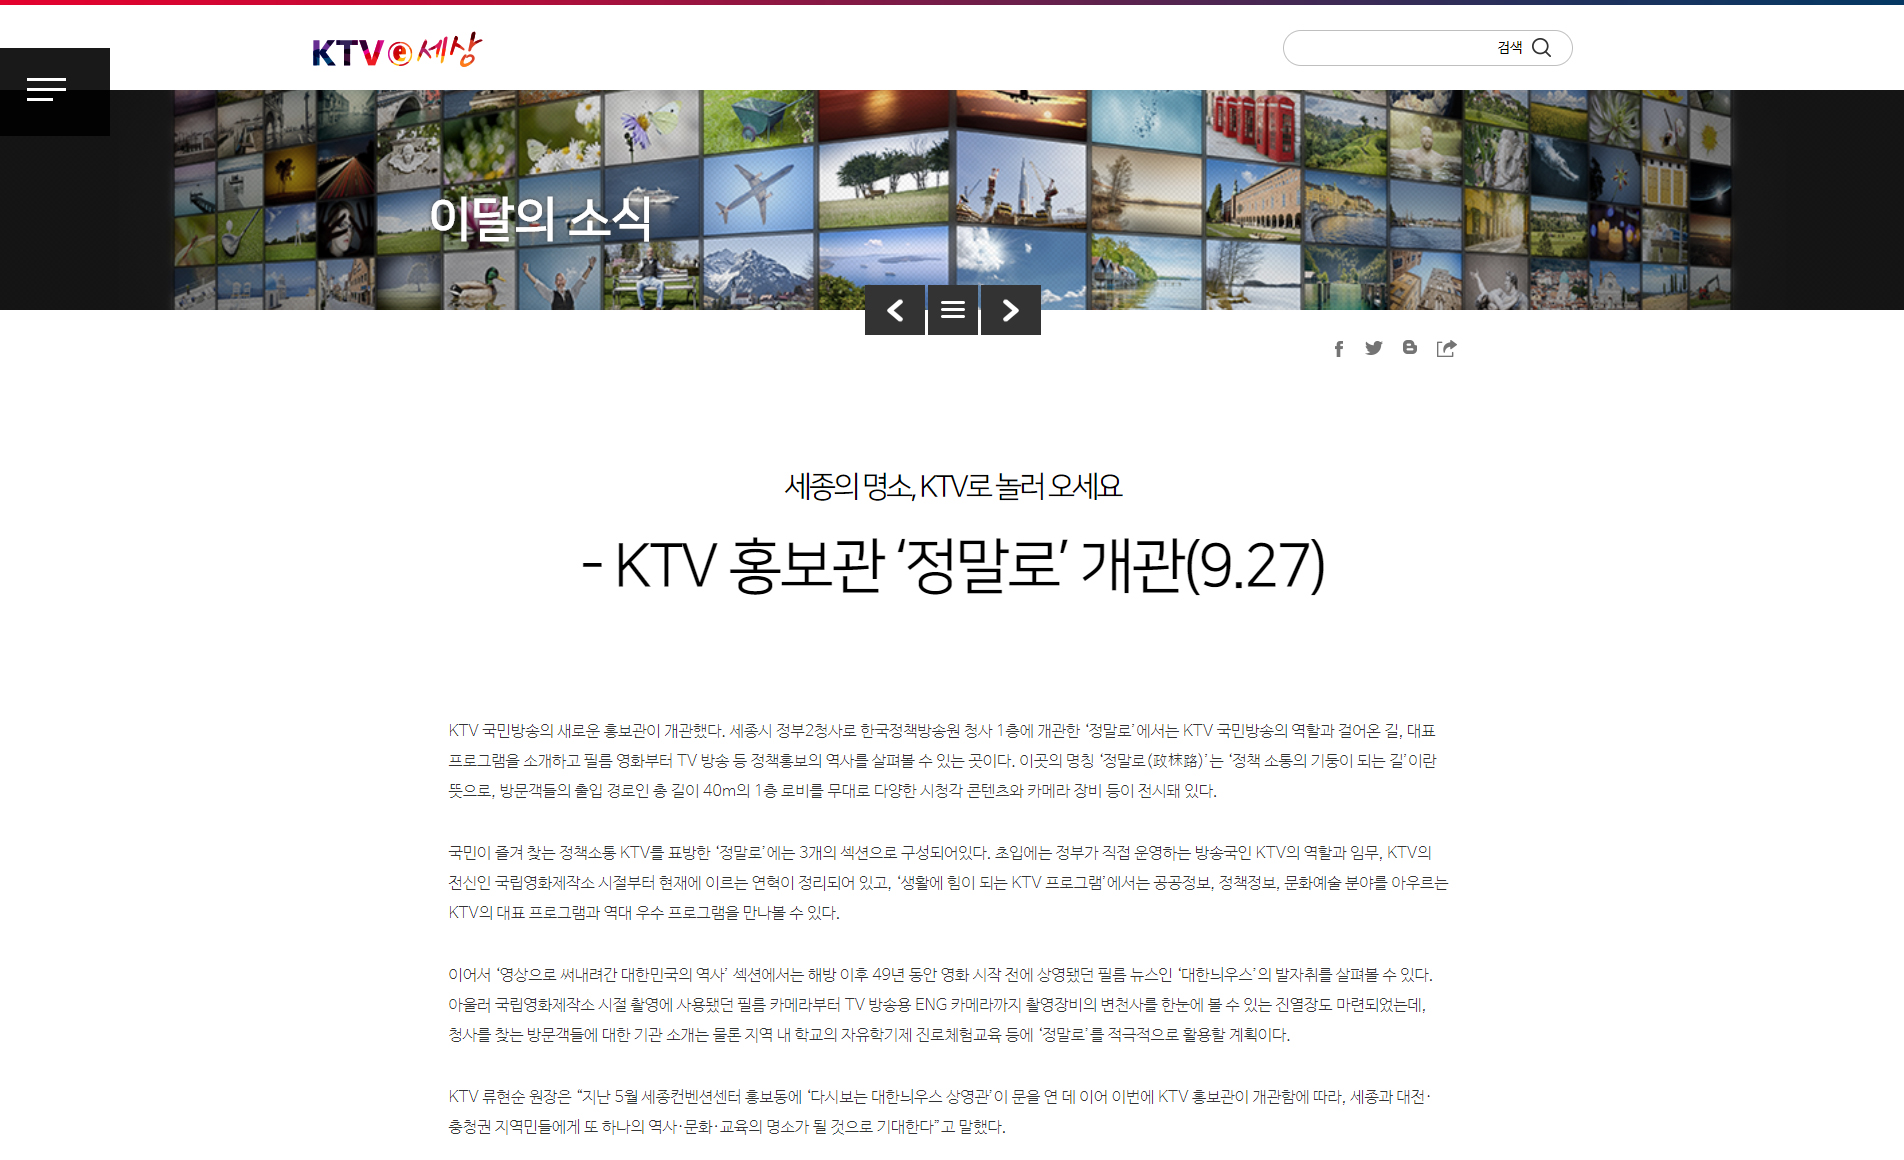 KTV e 세상
검색
이달의 소식
세종의 명소, KTV로 놀러 오세요
- KTV 홍보관 ‘정말로’ 개관(9.27)
KTV 국민방송의 새로운 홍보관이 개관했다. 세종시 정부2청사로 한국정책방송원 청사 1층에 개관한 ‘정말로’에서는 KTV 국민방송의 역할과 걸어온 길, 대표
프로그램을 소개하고 필름 영화부터 TV 방송 등 정책홍보의 역사를 살펴볼 수 있는 곳이다. 이곳의 명칭 ‘정말로(政枺路)’는 ‘정책 소통의 기둥이 되는 길’이란
뜻으로, 방문객들의 출입 경로인 총 길이 40m의 1층 로비를 무대로 다양한 시청각 콘텐츠와 카메라 장비 등이 전시돼 있다.
국민이 즐겨 찾는 정책소통 KTV를 표방한 ‘정말로’에는 3개의 섹션으로 구성되어있다. 초입에는 정부가 직접 운영하는 방송국인 KTV의 역할과 임무, KTV의
전신인 국립영화제작소 시절부터 현재에 이르는 연혁이 정리되어 있고, ‘생활에 힘이 되는 KTV 프로그램’에서는 공공정보, 정책정보, 문화예술 분야를 아우르는
KTV의 대표 프로그램과 역대 우수 프로그램을 만나볼 수 있다.
이어서 ‘영상으로 써내려간 대한민국의 역사’ 섹션에서는 해방 이후 49년 동안 영화 시작 전에 상영됐던 필름 뉴스인 ‘대한늬우스’의 발자취를 살펴볼 수 있다.
아울러 국립영화제작소 시절 촬영에 사용됐던 필름 카메라부터 TV 방송용 ENG 카메라까지 촬영장비의 변천사를 한눈에 볼 수 있는 진열장도 마련되었는데,
청사를 찾는 방문객들에 대한 기관 소개는 물론 지역 내 학교의 자유학기제 진로체험교육 등에 ‘정말로’를 적극적으로 활용할 계획이다.
KTV 류현순 원장은 “지난 5월 세종컨벤션센터 홍보동에 ‘다시보는 대한늬우스 상영관’이 문을 연 데 이어 이번에 KTV 홍보관이 개관함에 따라, 세종과 대전·
충청권 지역민들에게 또 하나의 역사·문화·교육의 명소가 될 것으로 기대한다”고 말했다.